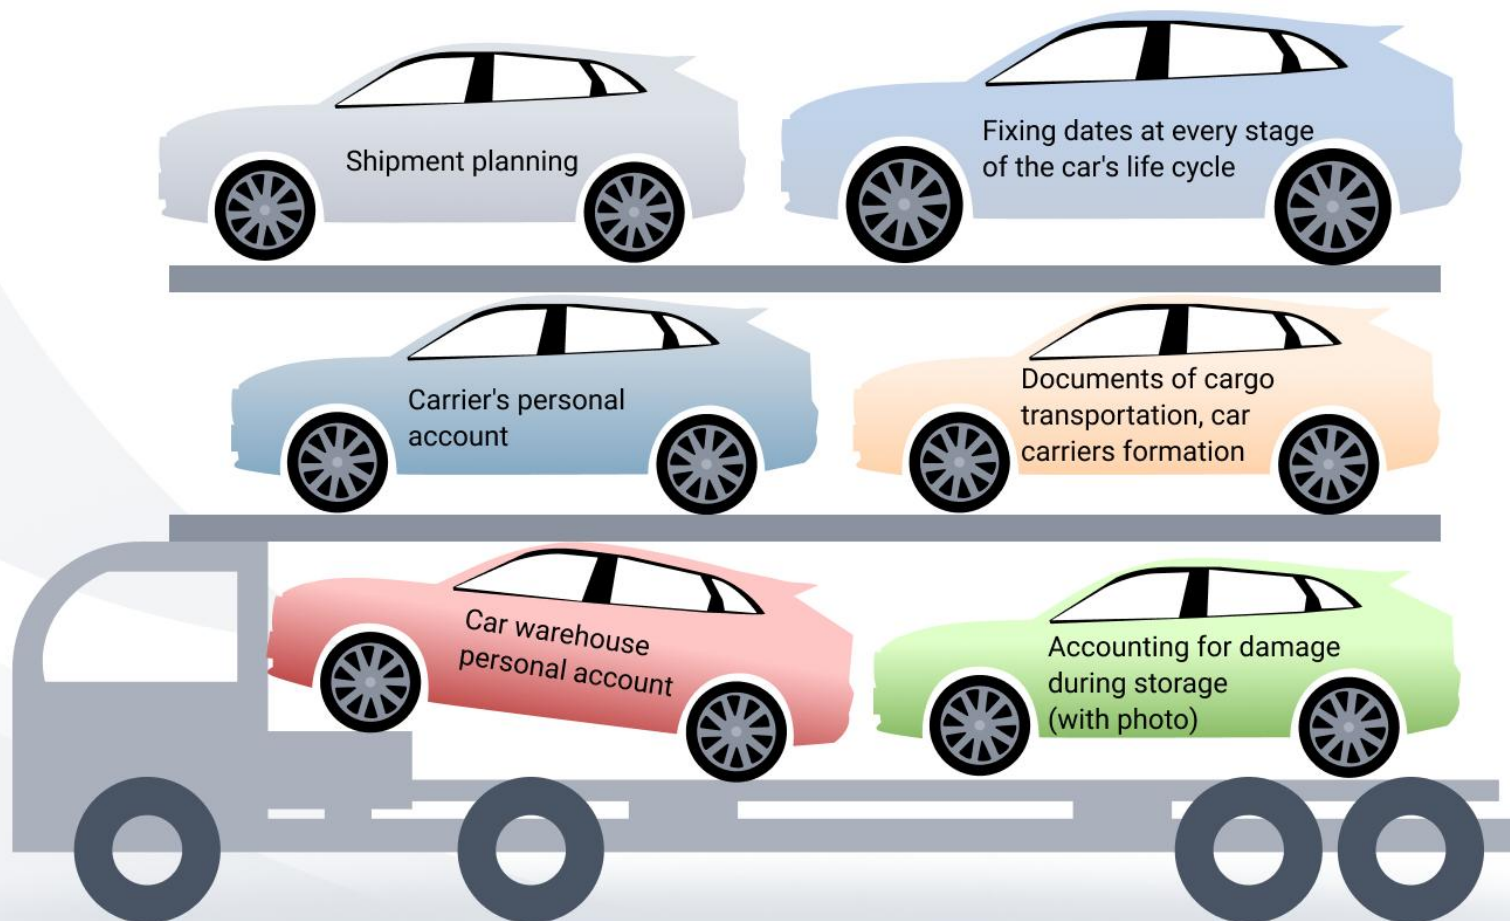 Shipment planning
Fixing dates at every stage
of the car's life cycle
Carrier's personal
account
Documents of cargo
transportation, car
carriers formation
Car warehouse
personal account
Accounting for damage
during storage
(with photo)